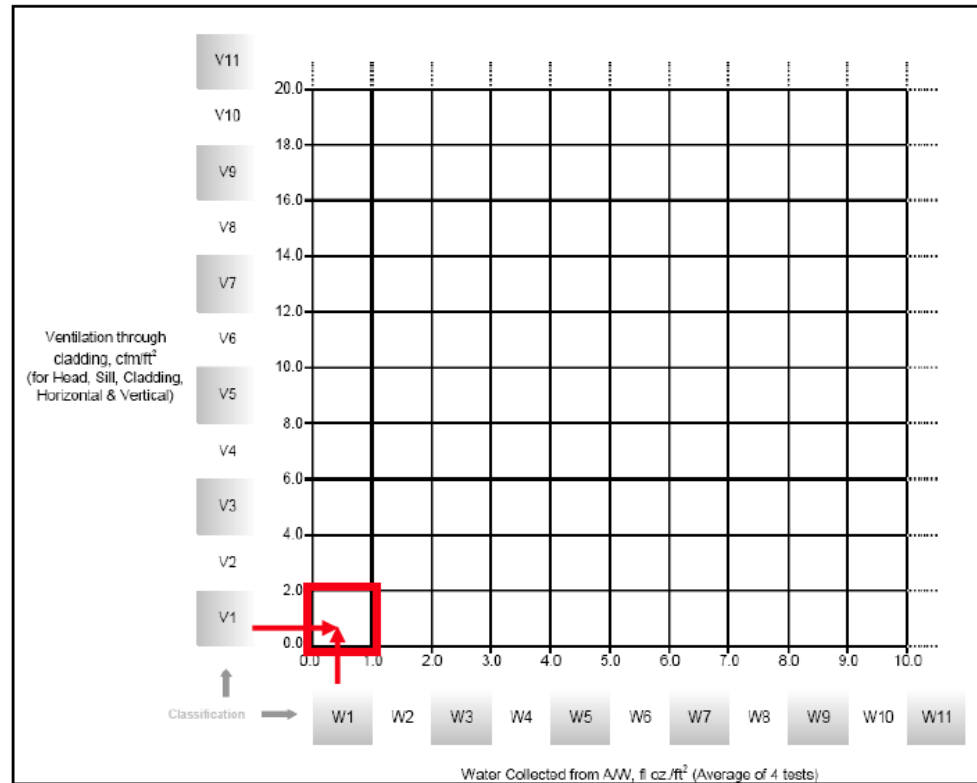 V11
20.0
V10
18.0
V9
16.0
V8
14.0
V7
12.0
Ventilation through
cladding, cfm/ft²
(for Head, Sill, Cladding,
Horizontal & Vertical)
V6
10.0
V5
8.0
V4
6.0
V3
4.0
V2
2.0
V1
0.0
0.0 1.0 2.0 3.0 4.0 5.0 6.0 7.0 8.0 9.0 10.0
Classification W1 W2 W3 W4 W5 W6 W7 W8 W9 W10 W11
Water Collected from A/W, fl oz./ft² (Average of 4 tests)